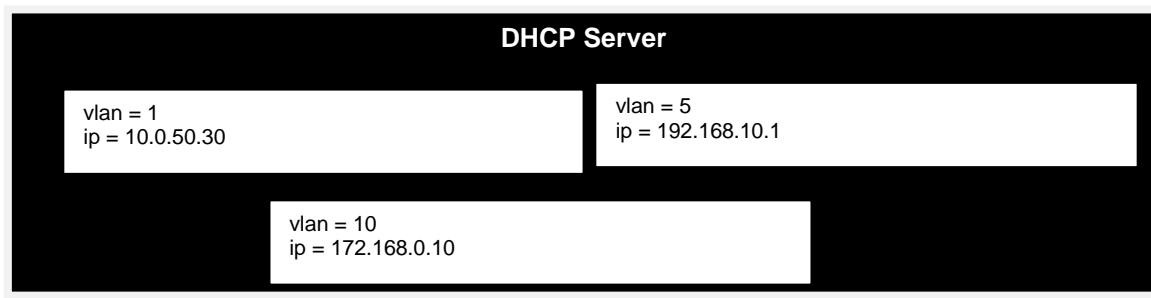 DHCP Server
vlan = 1
ip = 10.0.50.30
vlan = 5
ip = 192.168.10.1
vlan = 10
ip = 172.168.0.10